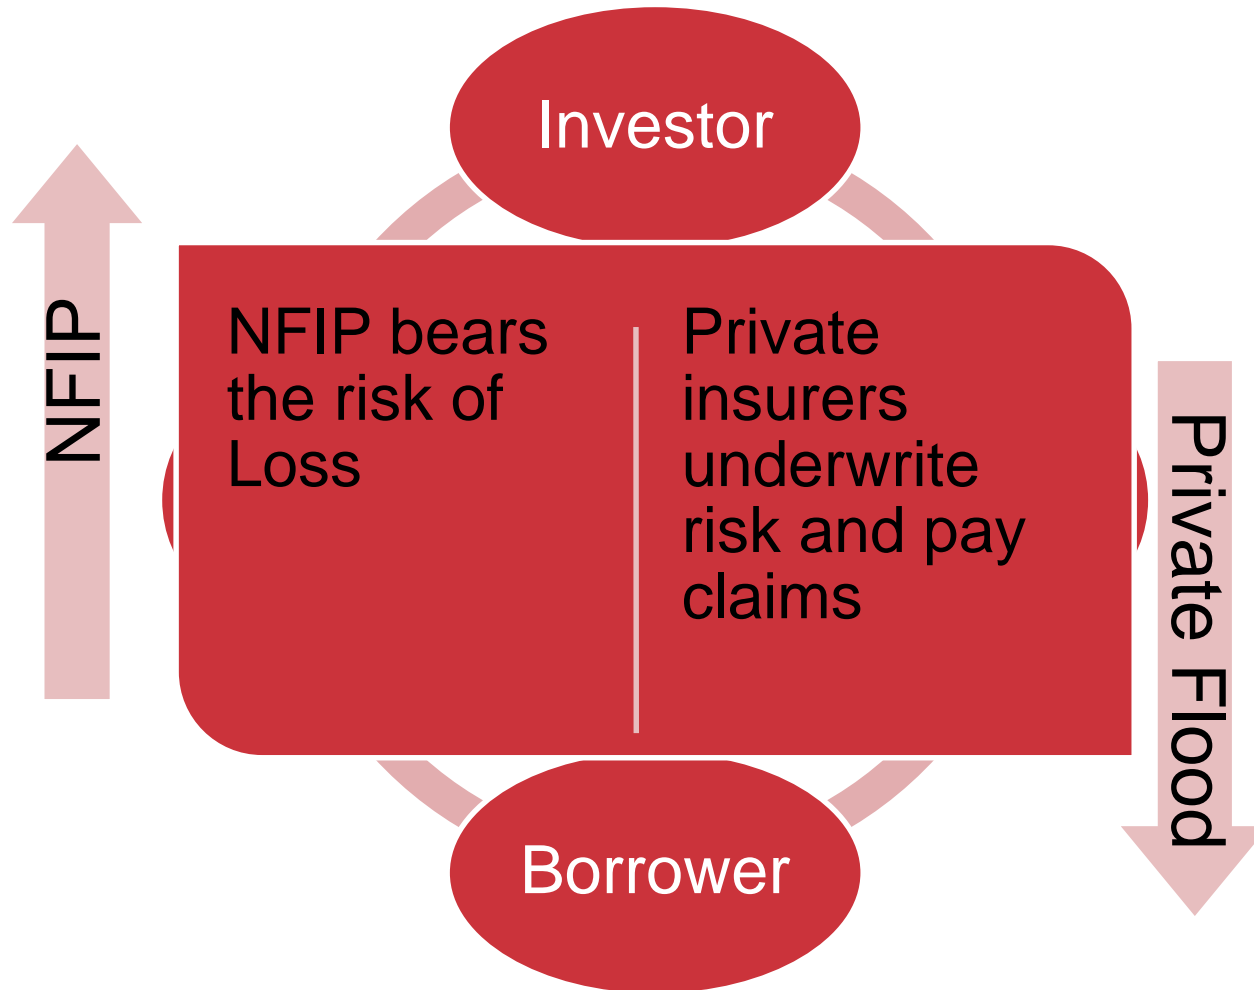 Investor
NFIP
NFIP bears
the risk of
Loss
Private
insurers
underwrite
risk and pay
claims
Private Flood
Borrower